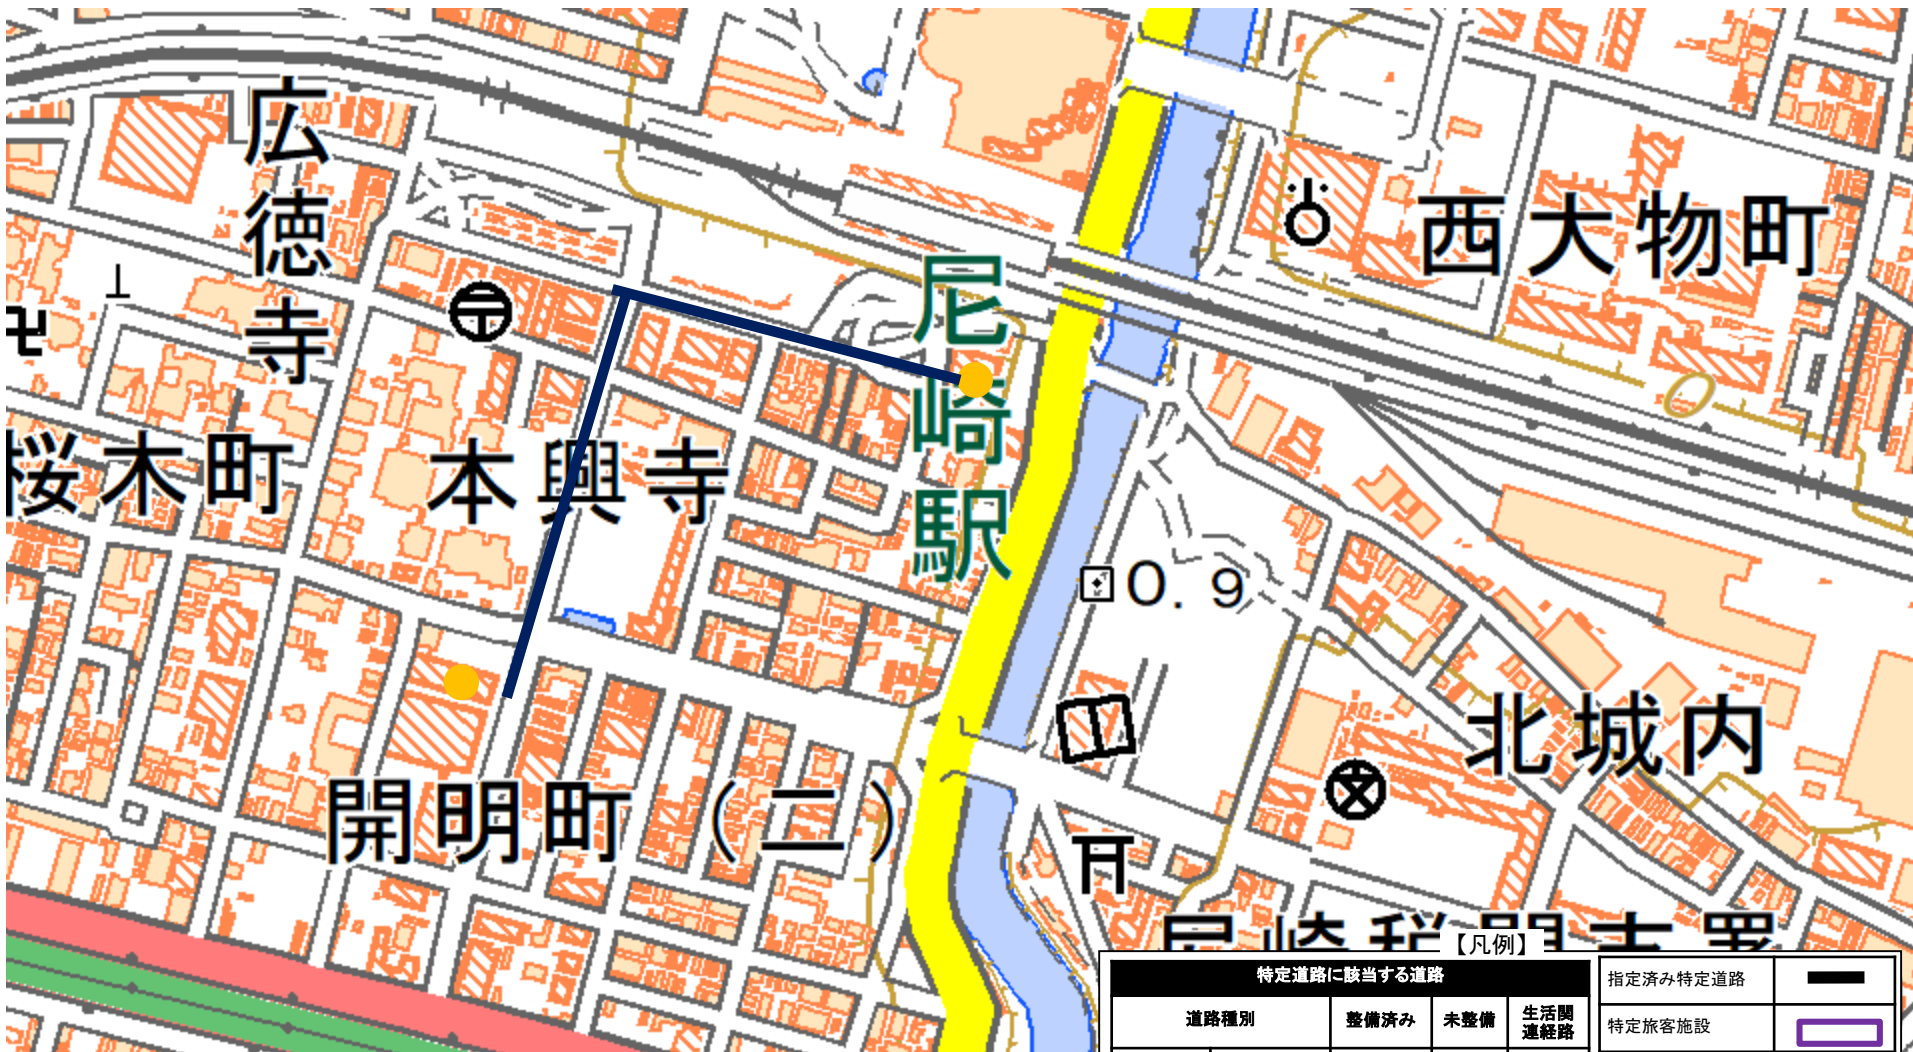 広徳寺
西大物町
尼崎駅
桜木町
本興寺
0.9
北城内
開明町(二)
【凡例】
特定道路に該当する道路
道路種別
整備済み
未整備
生活関
連経路
指定済み特定道路
特定旅客施設